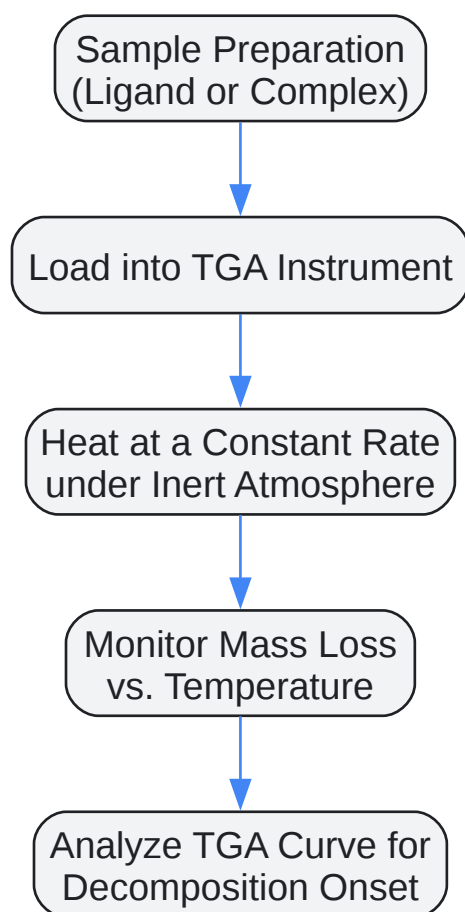 Sample Preparation
(Ligand or Complex)
Load into TGA Instrument
Heat at a Constant Rate
under Inert Atmosphere
Monitor Mass Loss
vs. Temperature
Analyze TGA Curve for
Decomposition Onset